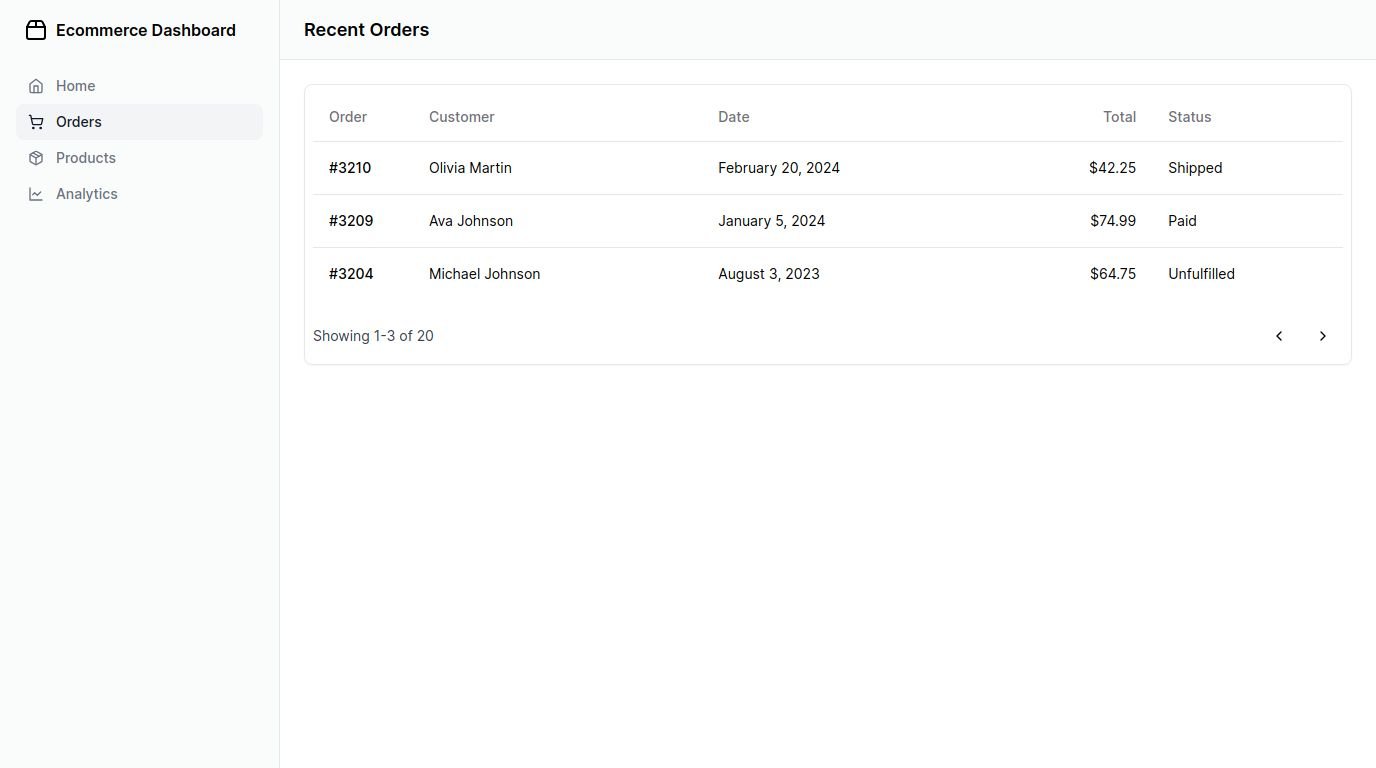 Ecommerce Dashboard
Home
Orders
Products
Analytics
Recent Orders
Order Customer Date Total Status
#3210 Olivia Martin February 20, 2024 $42.25 Shipped
#3209 Ava Johnson January 5, 2024 $74.99 Paid
#3204 Michael Johnson August 3, 2023 $64.75 Unfulfilled
Showing 1-3 of 20